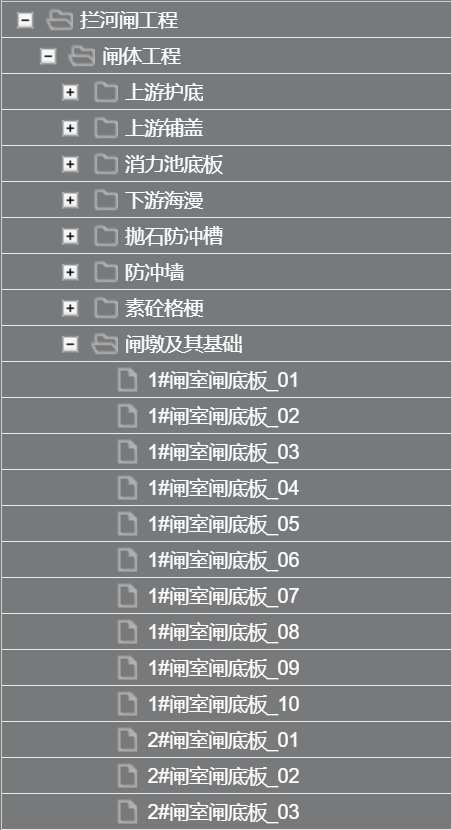 拦河闸工程
闸体工程
上游护底
上游铺盖
消力池底板
下游海漫
抛石防冲槽
防冲墙
素砼格梗
闸墩及其基础
1#闸室闸底板_01
1#闸室闸底板_02
1#闸室闸底板_03
1#闸室闸底板_04
1#闸室闸底板_05
1#闸室闸底板_06
1#闸室闸底板_07
1#闸室闸底板_08
1#闸室闸底板_09
1#闸室闸底板_10
2#闸室闸底板_01
2#闸室闸底板_02
2#闸室闸底板_03